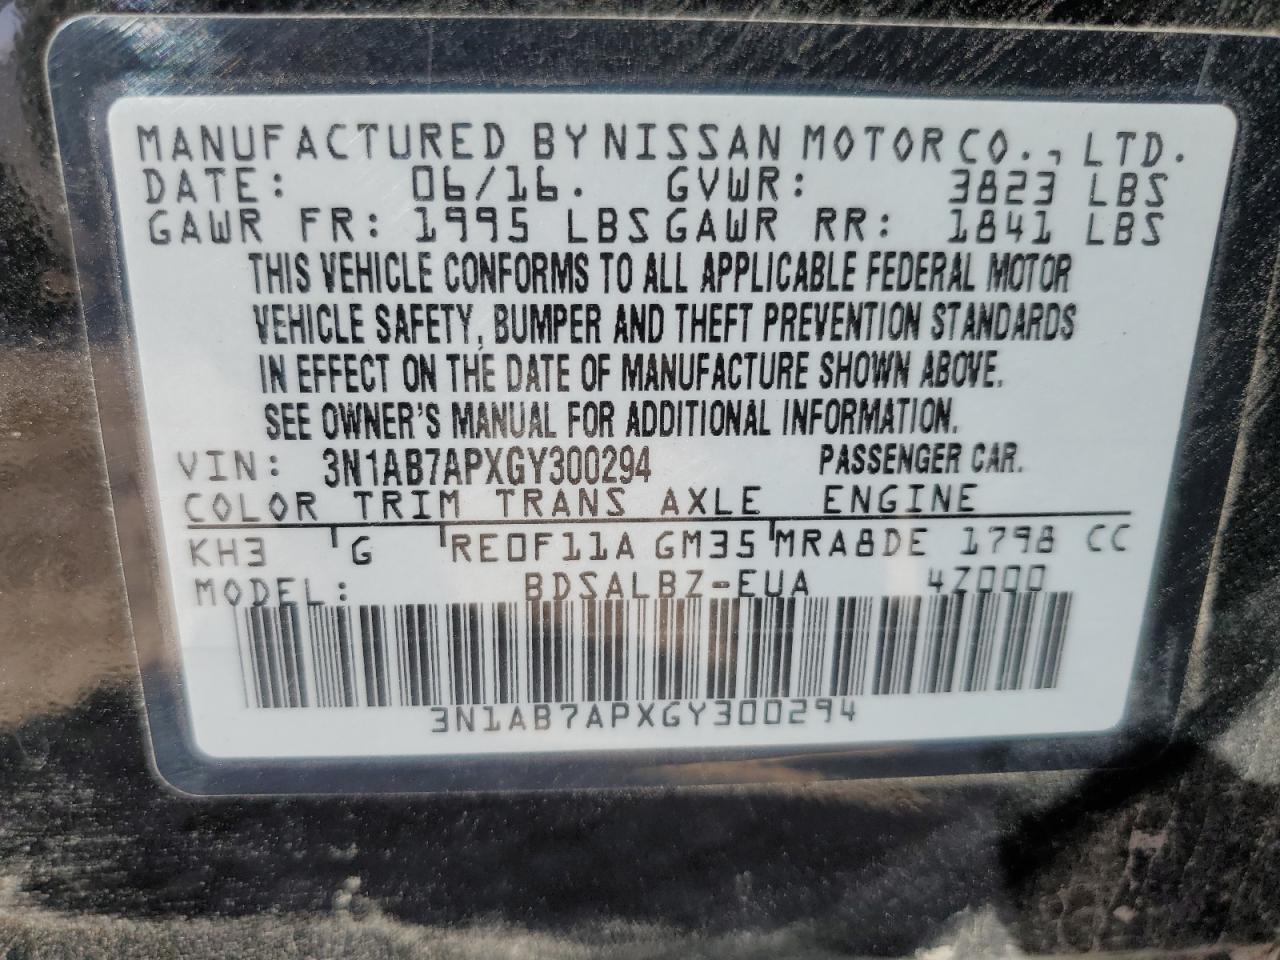 MANUFACTURED BY NISSAN MOTOR CO., LTD.
DATE: 06/16. GVWR: 3823 LBS
GAWR FR: 1995 LBS GAWR RR: 1841 LBS
THIS VEHICLE CONFORMS TO ALL APPLICABLE FEDERAL MOTOR
VEHICLE SAFETY, BUMPER AND THEFT PREVENTION STANDARDS
IN EFFECT ON THE DATE OF MANUFACTURE SHOWN ABOVE.
SEE OWNER'S MANUAL FOR ADDITIONAL INFORMATION.
VIN: 3N1AB7APXGY300294 PASSENGER CAR.
COLOR TRIM TRANS AXLE ENGINE
KH3 G RE0F11A GM35 MRA8DE 1798 CC
MODEL: BDSALBZ-EUA 4Z000
3N1AB7APXGY300294